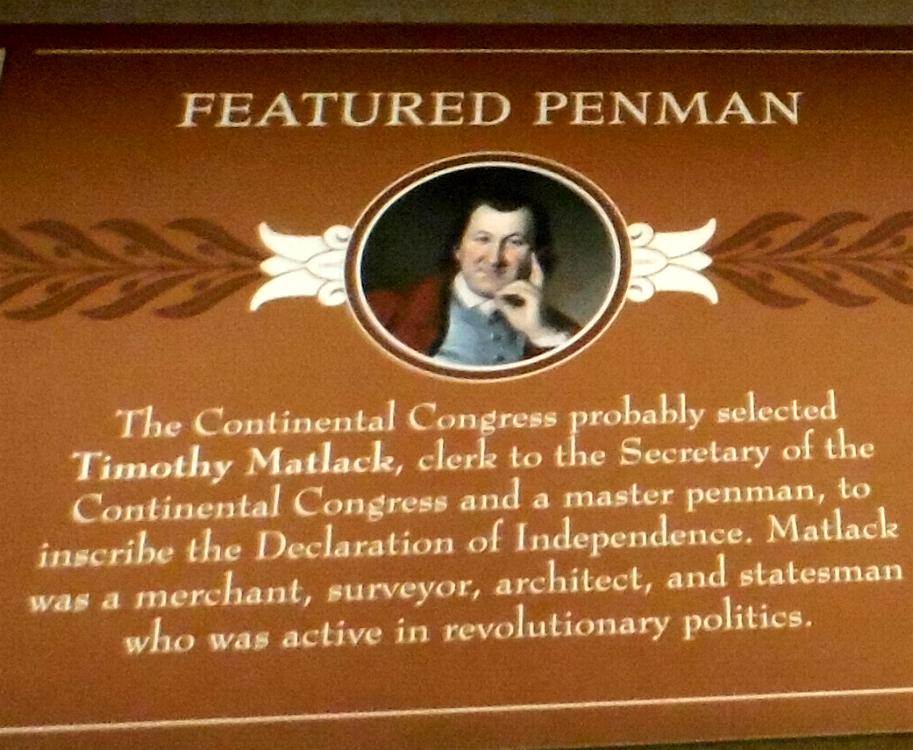 FEATURED PENMAN
The Continental Congress probably selected
Timothy Matlack, clerk to the Secretary of the
Continental Congress and a master penman, to
inscribe the Declaration of Independence. Matlack
was a merchant, surveyor, architect, and statesman
who was active in revolutionary politics.